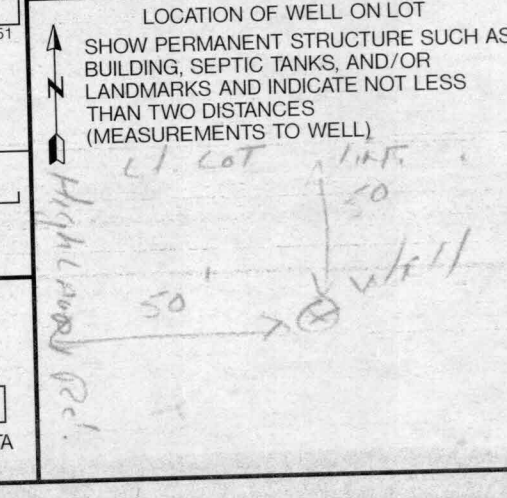 51
LOCATION OF WELL ON LOT
SHOW PERMANENT STRUCTURE SUCH AS
BUILDING, SEPTIC TANKS, AND/OR
LANDMARKS AND INDICATE NOT LESS
THAN TWO DISTANCES
(MEASUREMENTS TO WELL)
N
LOT
50
well
50'
Rd.
TA